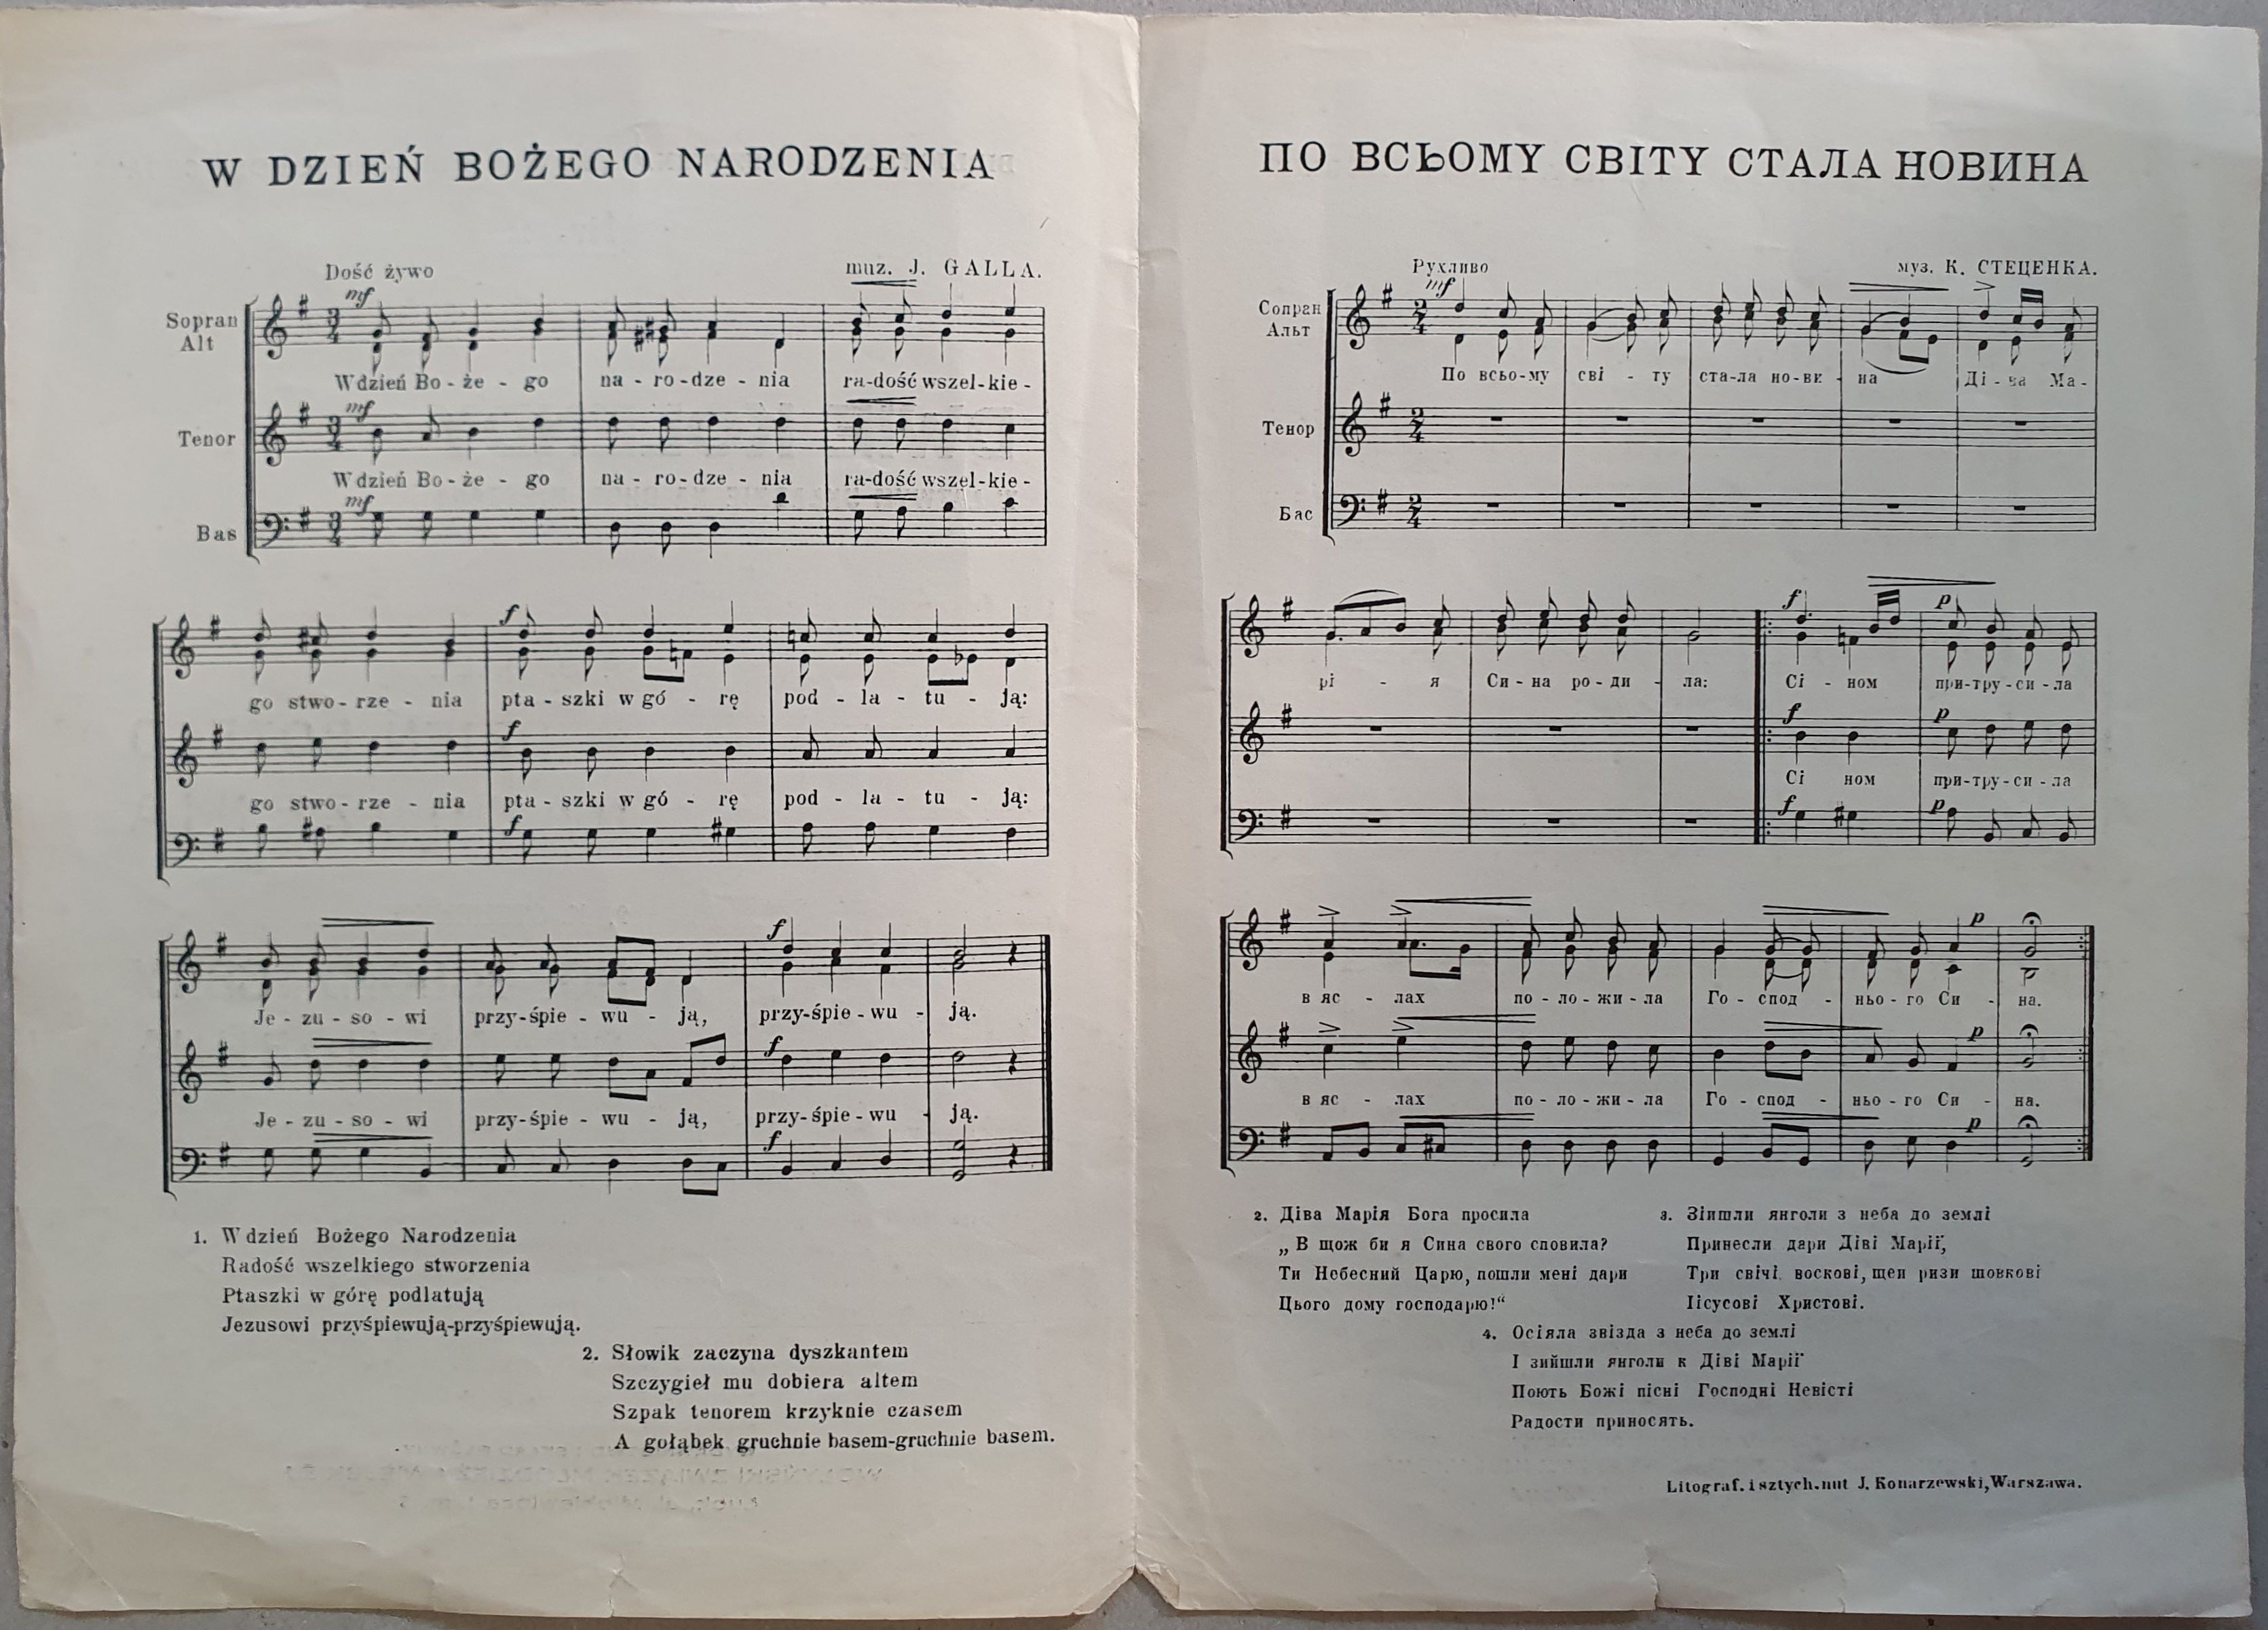 W DZIEŃ BOŻEGO NARODZENIA
Dość żywo
muz. J. GALLA.
mf
Sopran
Alt
W dzień Bo - że - go na - ro - dze - nia ra - dość wszel - kie -
mf
Tenor
W dzień Bo - że - go na - ro - dze - nia ra - dość wszel - kie -
mf
Bas
f
go stwo - rze - nia pta - szki w gó - rę pod - la - tu - ją:
f
go stwo - rze - nia pta - szki w gó - rę pod - la - tu - ją:
f
f
Je - zu - so - wi przy - śpie - wu - ją, przy - śpie - wu - ją.
f
Je - zu - so - wi przy - śpie - wu - ją, przy - śpie - wu - ją.
f
1. W dzień Bożego Narodzenia
Radość wszelkiego stworzenia
Ptaszki w górę podlatują
Jezusowi przyśpiewują-przyśpiewują.
2. Słowik zaczyna dyszkantem
Szczygieł mu dobiera altem
Szpak tenorem krzyknie czasem
A gołąbek gruchnie basem-gruchnie basem.
ПО ВСЬОМУ СВІТУ СТАЛА НОВИНА
Рухливо
муз. К. СТЕЦЕНКА.
mf
Сопран
Альт
По всьо - му сві - ту ста - ла но - ви - на Ді - ва Ма -
Тенор
Бас
f p
рі - я Си - на ро - ди - ла: Сі - ном при - тру - си - ла
f p
Сі ном при - тру - си - ла
f p
p
в яс - лах по - ло - жи - ла Го - спод - ньо - го Си - на.
p
в яс - лах по - ло - жи - ла Го - спод - ньо - го Си - на.
p
2. Діва Марія Бога просила
„В щож би я Сина свого сповила?
Ти Небесний Царю, пошли мені дари
Цього дому господарю!“
3. Зіишли янголи з неба до землі
Принесли дари Діві Марії,
Три свічі воскові, щей ризи шовкові
Іісусові Христові.
4. Осіяла звізда з неба до землі
І зийшли янголи к Діві Марії
Поють Божі пісні Господні Невісті
Радости приносять.
Litograf. i sztych. nut J. Konarzewski, Warszawa.